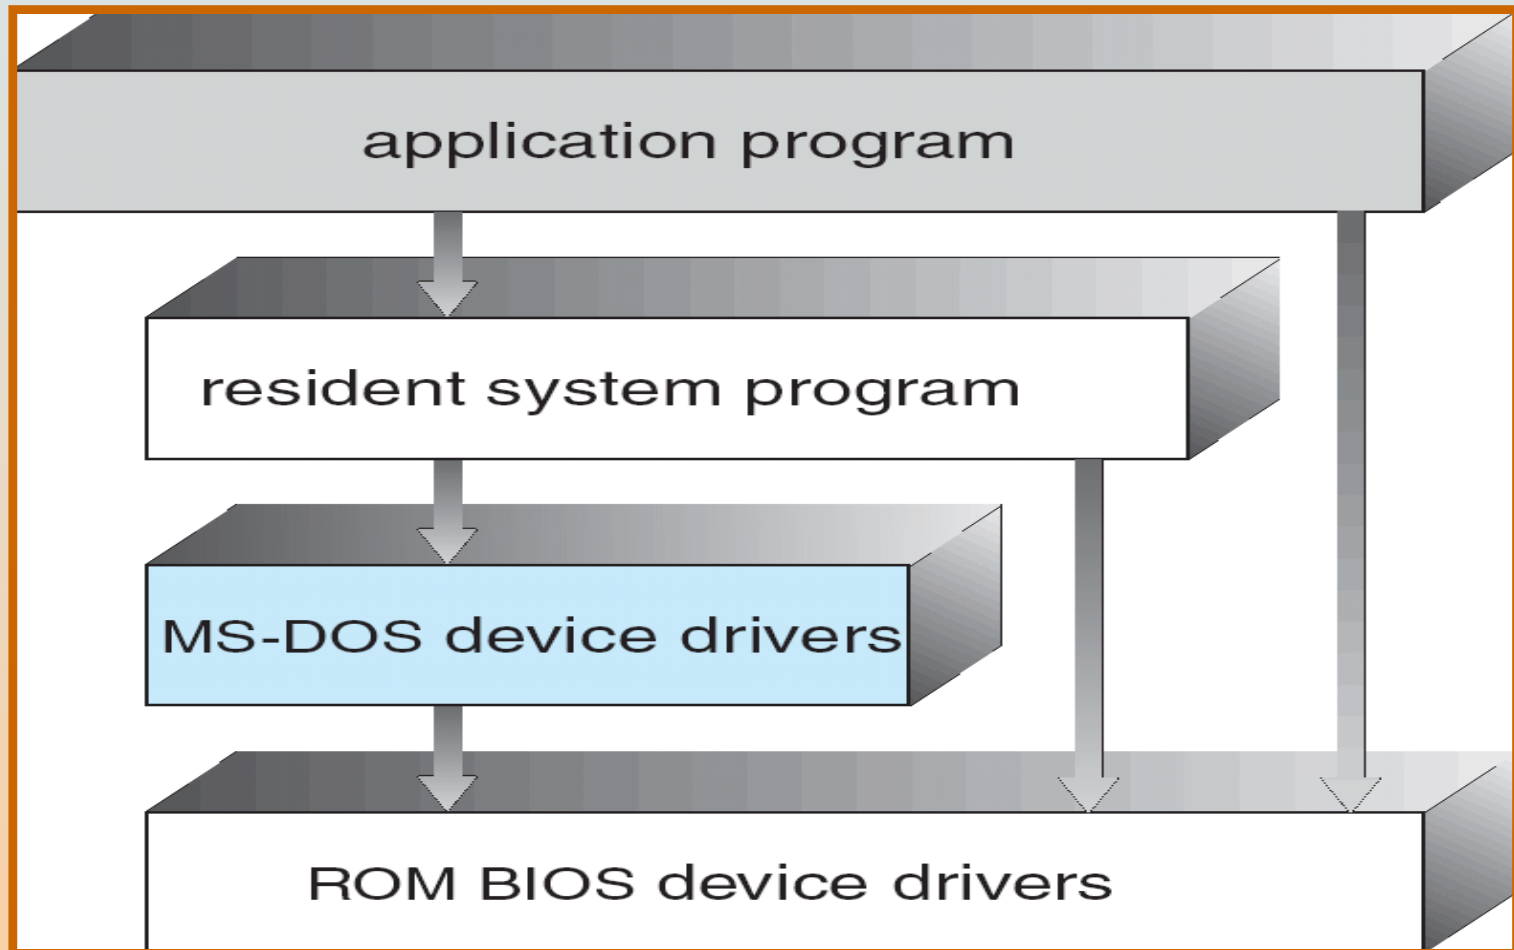 application program
resident system program
MS-DOS device drivers
ROM BIOS device drivers